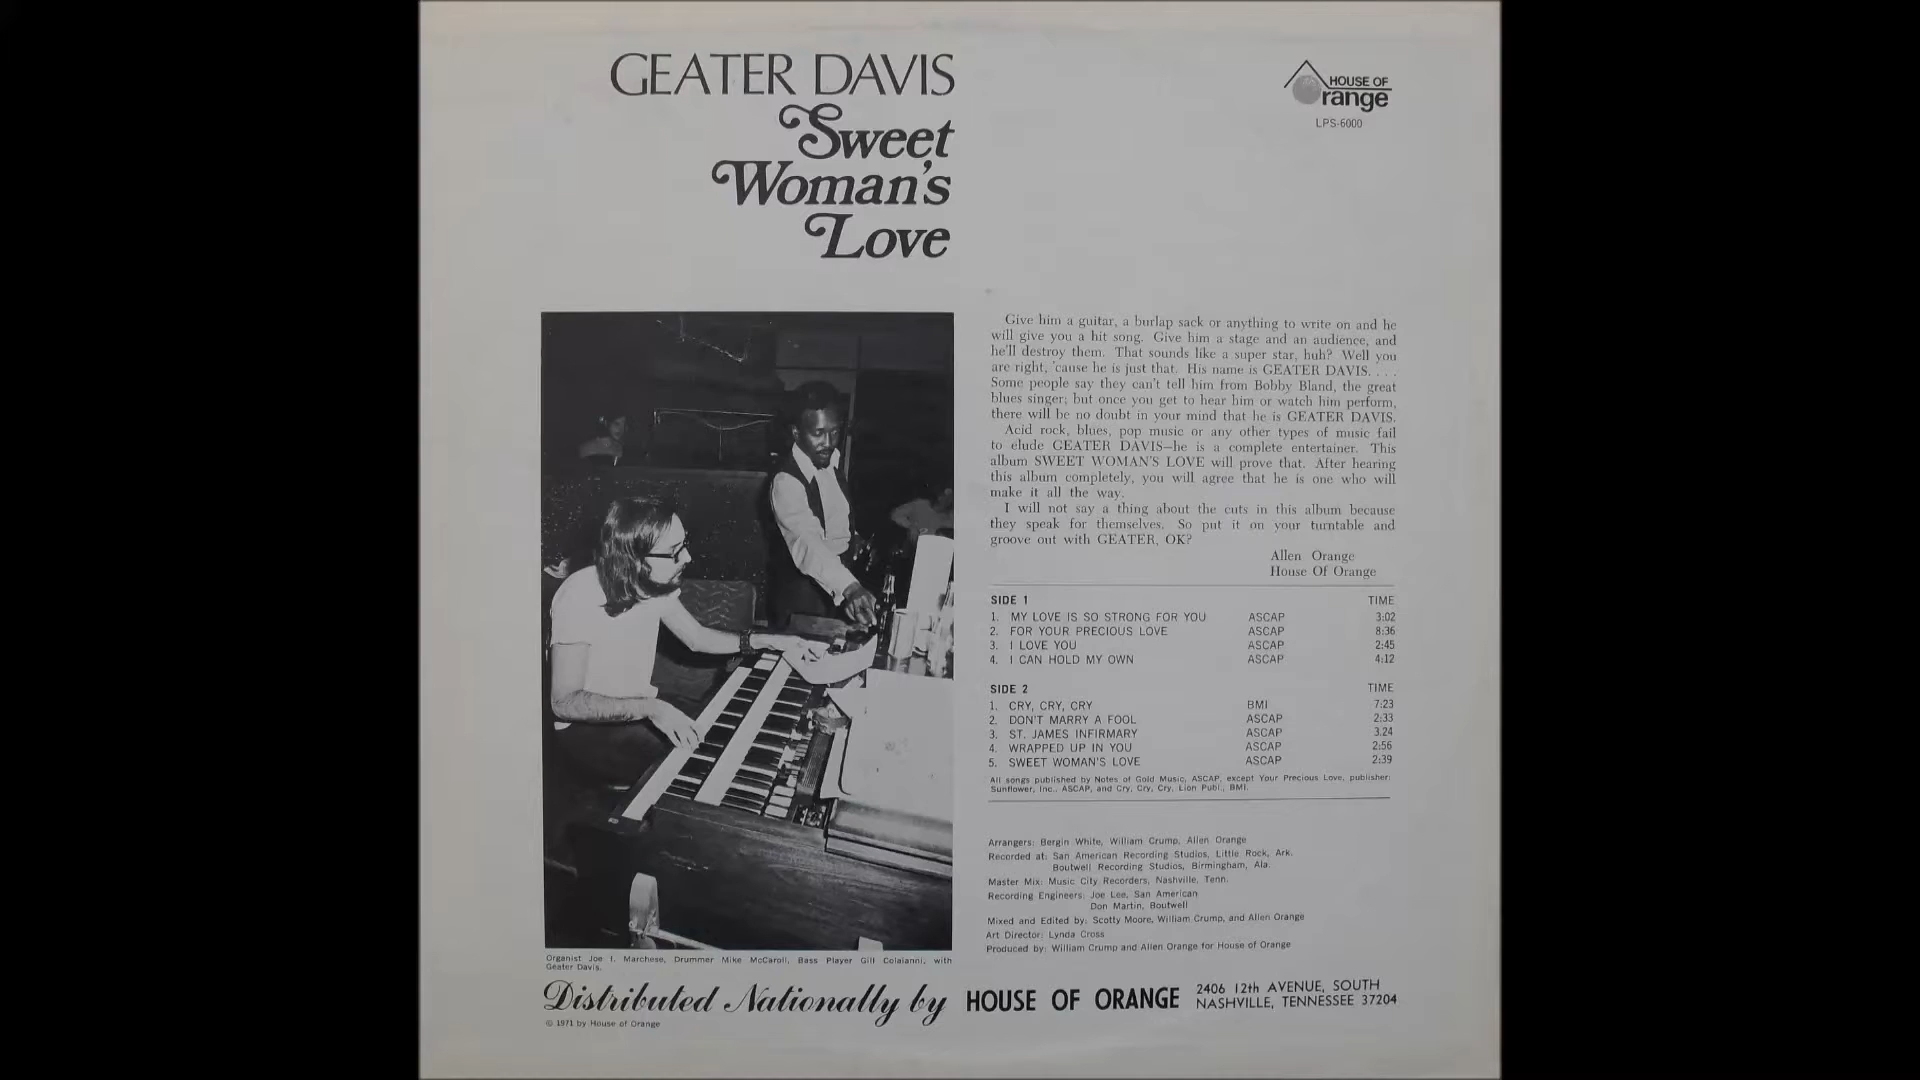 GEATER DAVIS
Sweet
Woman's
Love
HOUSE OF
range
LPS-6000
Give him a guitar, a burlap sack or anything to write on and he
will give you a hit song. Give him a stage and an audience, and
he'll destroy them. That sounds like a super star, huh? Well you
are right, 'cause he is just that. His name is GEATER DAVIS. . . .
Some people say they can't tell him from Bobby Bland, the great
blues singer; but once you get to hear him or watch him perform,
there will be no doubt in your mind that he is GEATER DAVIS.
Acid rock, blues, pop music or any other types of music fail
to elude GEATER DAVIS—he is a complete entertainer. This
album SWEET WOMAN'S LOVE will prove that. After hearing
this album completely, you will agree that he is one who will
make it all the way.
I will not say a thing about the cuts in this album because
they speak for themselves. So put it on your turntable and
groove out with GEATER, OK?
Allen Orange
House Of Orange
SIDE 1 TIME
1. MY LOVE IS SO STRONG FOR YOU ASCAP 3:02
2. FOR YOUR PRECIOUS LOVE ASCAP 8:36
3. I LOVE YOU ASCAP 2:45
4. I CAN HOLD MY OWN ASCAP 4:12
SIDE 2 TIME
1. CRY, CRY, CRY BMI 7:23
2. DON'T MARRY A FOOL ASCAP 2:33
3. ST. JAMES INFIRMARY ASCAP 3.24
4. WRAPPED UP IN YOU ASCAP 2:56
5. SWEET WOMAN'S LOVE ASCAP 2:39
All songs published by Notes of Gold Music, ASCAP, except Your Precious Love, publisher:
Sunflower, Inc., ASCAP, and Cry, Cry, Cry, Lion Publ., BMI.
Arrangers: Bergin White, William Crump, Allen Orange
Recorded at: San American Recording Studios, Little Rock, Ark.
Boutwell Recording Studios, Birmingham, Ala.
Master Mix: Music City Recorders, Nashville, Tenn.
Recording Engineers: Joe Lee, San American
Don Martin, Boutwell
Mixed and Edited by: Scotty Moore, William Crump, and Allen Orange
Art Director: Lynda Cross
Produced by: William Crump and Allen Orange for House of Orange
Organist Joe I. Marchese, Drummer Mike McCaroll, Bass Player Gill Colaianni, with
Geater Davis.
Distributed Nationally by HOUSE OF ORANGE
2406 12th AVENUE, SOUTH
NASHVILLE, TENNESSEE 37204
© 1971 by House of Orange